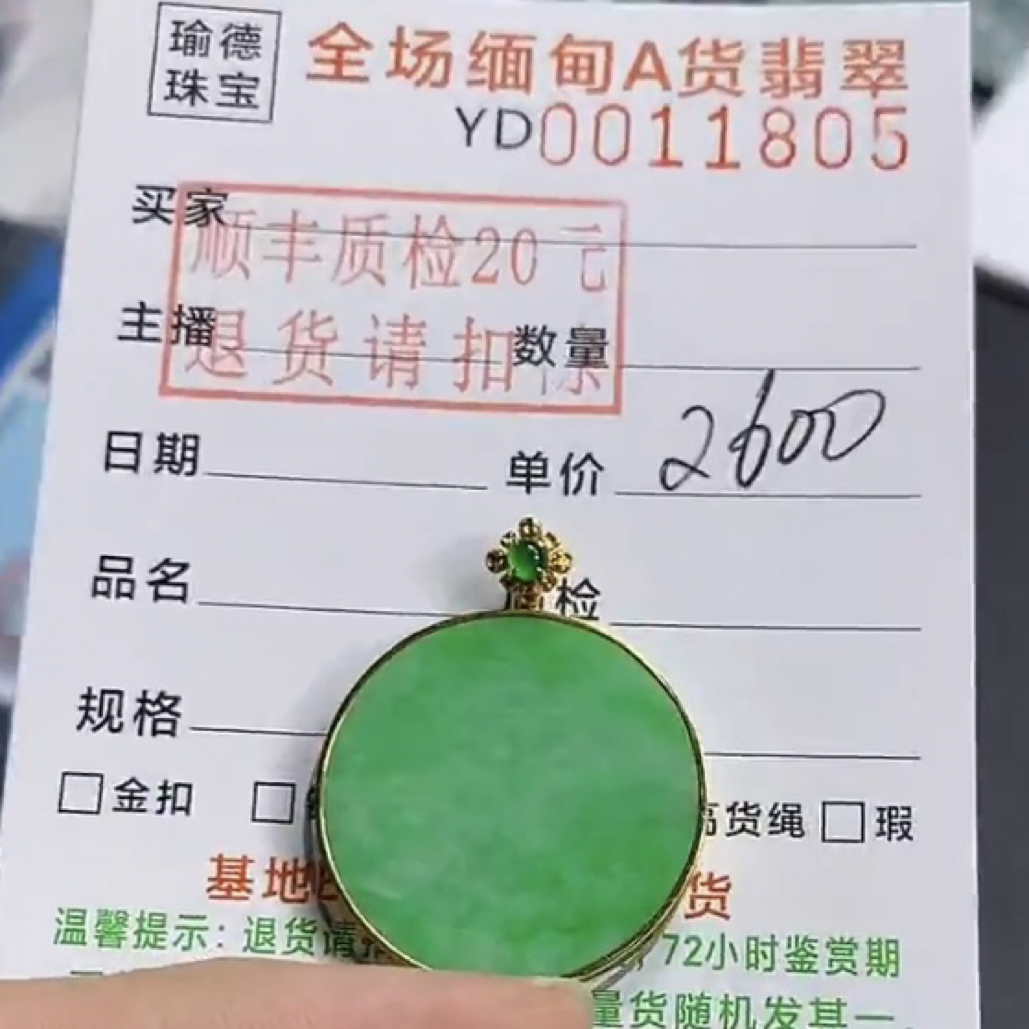 瑜德
珠宝
全场缅甸A货翡翠
YD0011805
买家
顺丰质检20元
主播
退货请扣除
数量
日期
单价 2600
品名
检
规格
金扣
高货绳 瑕
基地
货
温馨提示:退货请
72小时鉴赏期
量货随机发其一